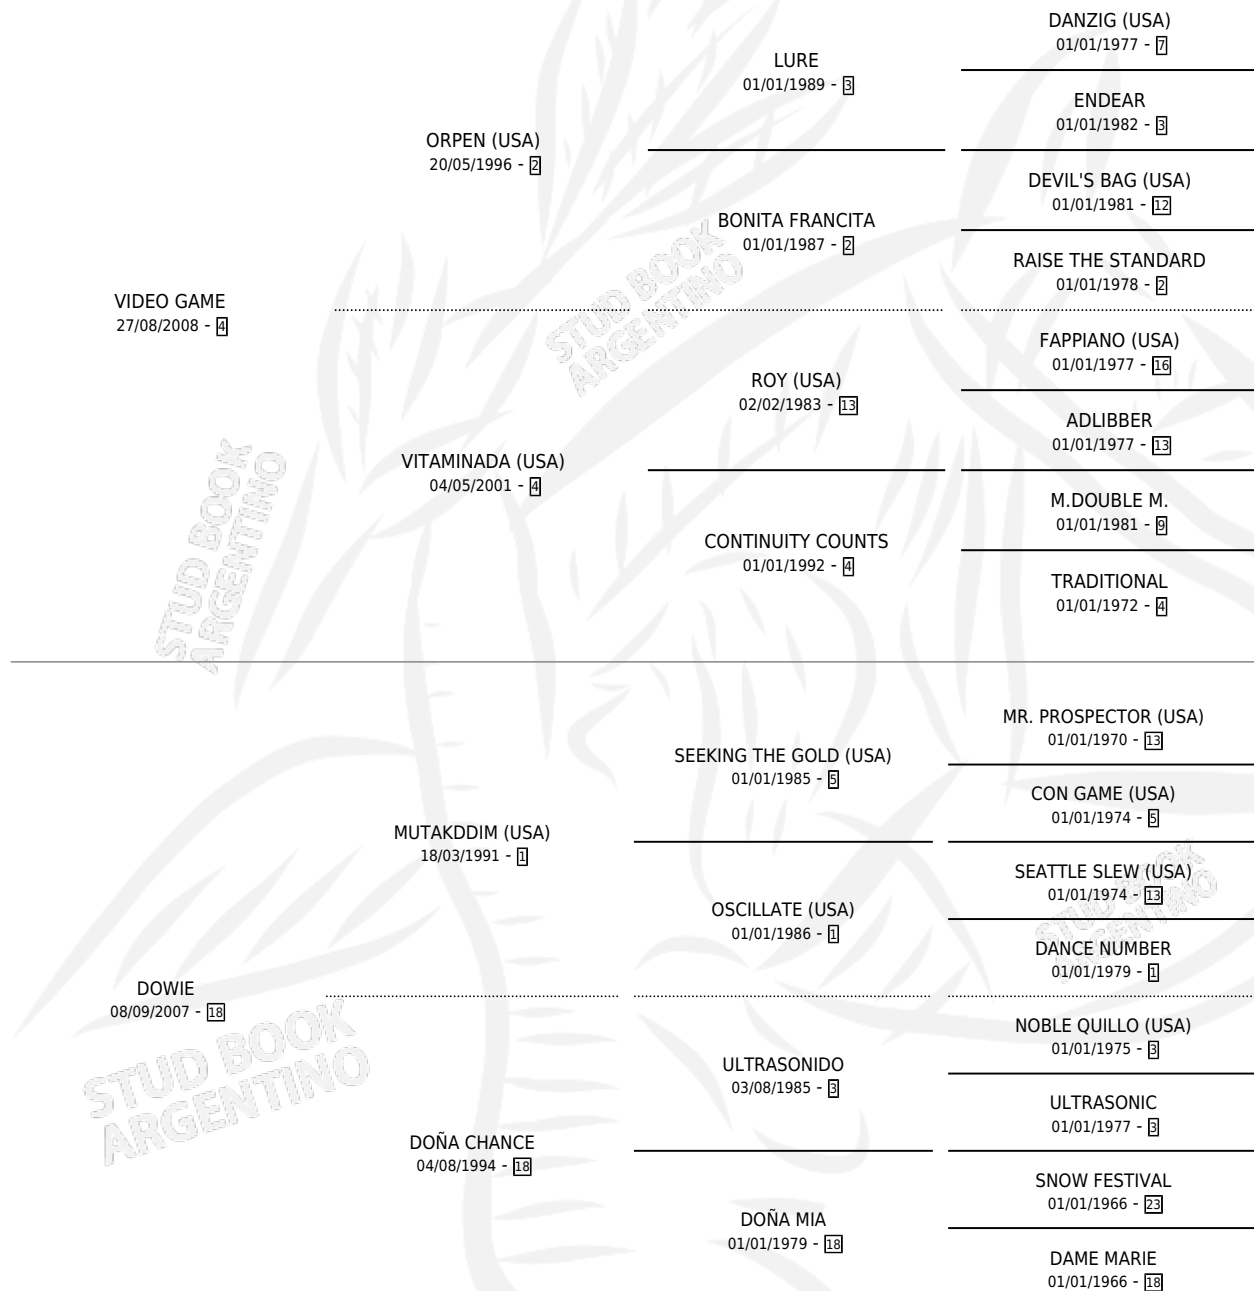 DANZIG (USA)
01/01/1977 - 7
LURE
01/01/1989 - 3
ENDEAR
01/01/1982 - 3
ORPEN (USA)
20/05/1996 - 2
DEVIL'S BAG (USA)
01/01/1981 - 12
BONITA FRANCITA
01/01/1987 - 2
RAISE THE STANDARD
01/01/1978 - 2
VIDEO GAME
27/08/2008 - 4
FAPPIANO (USA)
01/01/1977 - 16
ROY (USA)
02/02/1983 - 13
ADLIBBER
01/01/1977 - 13
VITAMINADA (USA)
04/05/2001 - 4
M.DOUBLE M.
01/01/1981 - 9
CONTINUITY COUNTS
01/01/1992 - 4
TRADITIONAL
01/01/1972 - 4
MR. PROSPECTOR (USA)
01/01/1970 - 13
SEEKING THE GOLD (USA)
01/01/1985 - 5
CON GAME (USA)
01/01/1974 - 5
MUTAKDDIM (USA)
18/03/1991 - 1
SEATTLE SLEW (USA)
01/01/1974 - 13
OSCILLATE (USA)
01/01/1986 - 1
DANCE NUMBER
01/01/1979 - 1
DOWIE
08/09/2007 - 18
NOBLE QUILLO (USA)
01/01/1975 - 3
ULTRASONIDO
03/08/1985 - 3
ULTRASONIC
01/01/1977 - 3
DOÑA CHANCE
04/08/1994 - 18
SNOW FESTIVAL
01/01/1966 - 23
DOÑA MIA
01/01/1979 - 18
DAME MARIE
01/01/1966 - 18
STUD BOOK
ARGENTINO
STUD BOOK
ARGENTINO
STUD BOOK
ARGENTINO
STUD BOOK
ARGENTINO